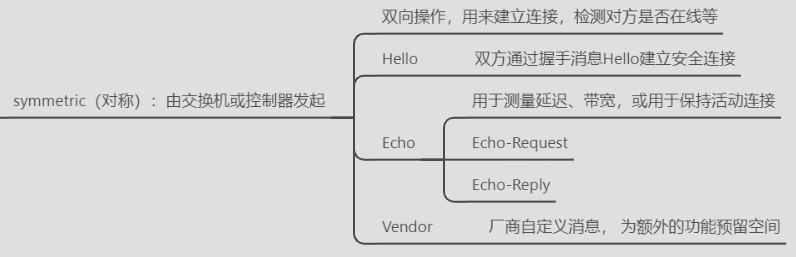 双向操作，用来建立连接，检测对方是否在线等
Hello 双方通过握手消息Hello建立安全连接
symmetric（对称）：由交换机或控制器发起
用于测量延迟、带宽，或用于保持活动连接
Echo Echo-Request
Echo-Reply
Vendor 厂商自定义消息， 为额外的功能预留空间